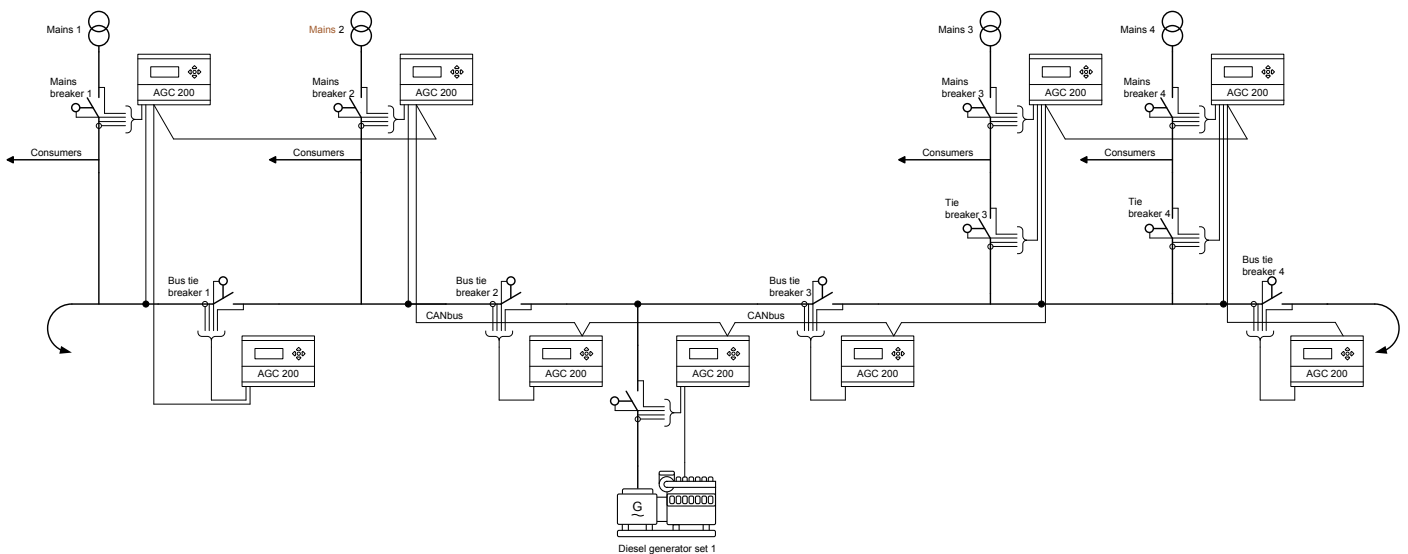 Mains 1
Mains 2
Mains 3
Mains 4
Mains
breaker 1
AGC 200
Mains
breaker 2
AGC 200
Mains
breaker 3
AGC 200
Mains
breaker 4
AGC 200
Consumers
Consumers
Consumers
Consumers
Tie
breaker 3
Tie
breaker 4
Bus tie
breaker 1
Bus tie
breaker 2
Bus tie
breaker 3
Bus tie
breaker 4
CANbus
CANbus
AGC 200
AGC 200
AGC 200
AGC 200
AGC 200
G
~
Diesel generator set 1